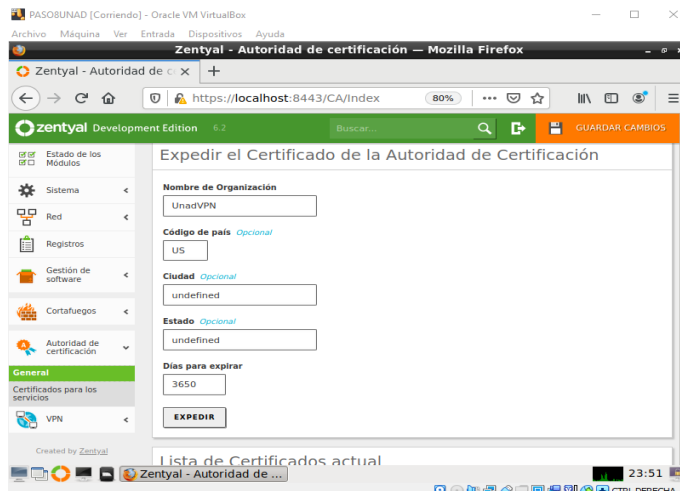 PASO8UNAD [Corriendo] - Oracle VM VirtualBox
Archivo Máquina Ver Entrada Dispositivos Ayuda
Zentyal - Autoridad de certificación — Mozilla Firefox
Zentyal - Autoridad de c
https://localhost:8443/CA/Index 80%
zentyal Development Edition 6.2 Buscar... GUARDAR CAMBIOS
Estado de los
Módulos
Sistema
Red
Registros
Gestión de
software
Cortafuegos
Autoridad de
certificación
General
Certificados para los
servicios
VPN
Created by Zentyal
Expedir el Certificado de la Autoridad de Certificación
Nombre de Organización
UnadVPN
Código de país Opcional
US
Ciudad Opcional
undefined
Estado Opcional
undefined
Días para expirar
3650
EXPEDIR
Lista de Certificados actual
Zentyal - Autoridad de ...
23:51
CTRL DERECHA